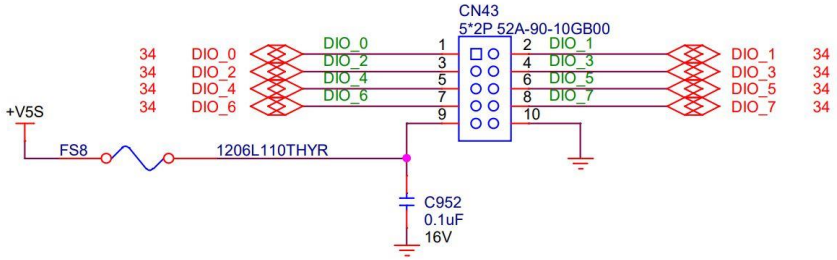 CN43
5*2P 52A-90-10GB00
34 DIO_0 DIO_0 1 2 DIO_1 DIO_1 34
34 DIO_2 DIO_2 3 4 DIO_3 DIO_3 34
34 DIO_4 DIO_4 5 6 DIO_5 DIO_5 34
34 DIO_6 DIO_6 7 8 DIO_7 DIO_7 34
9 10
+V5S
FS8 1206L110THYR
C952
0.1uF
16V